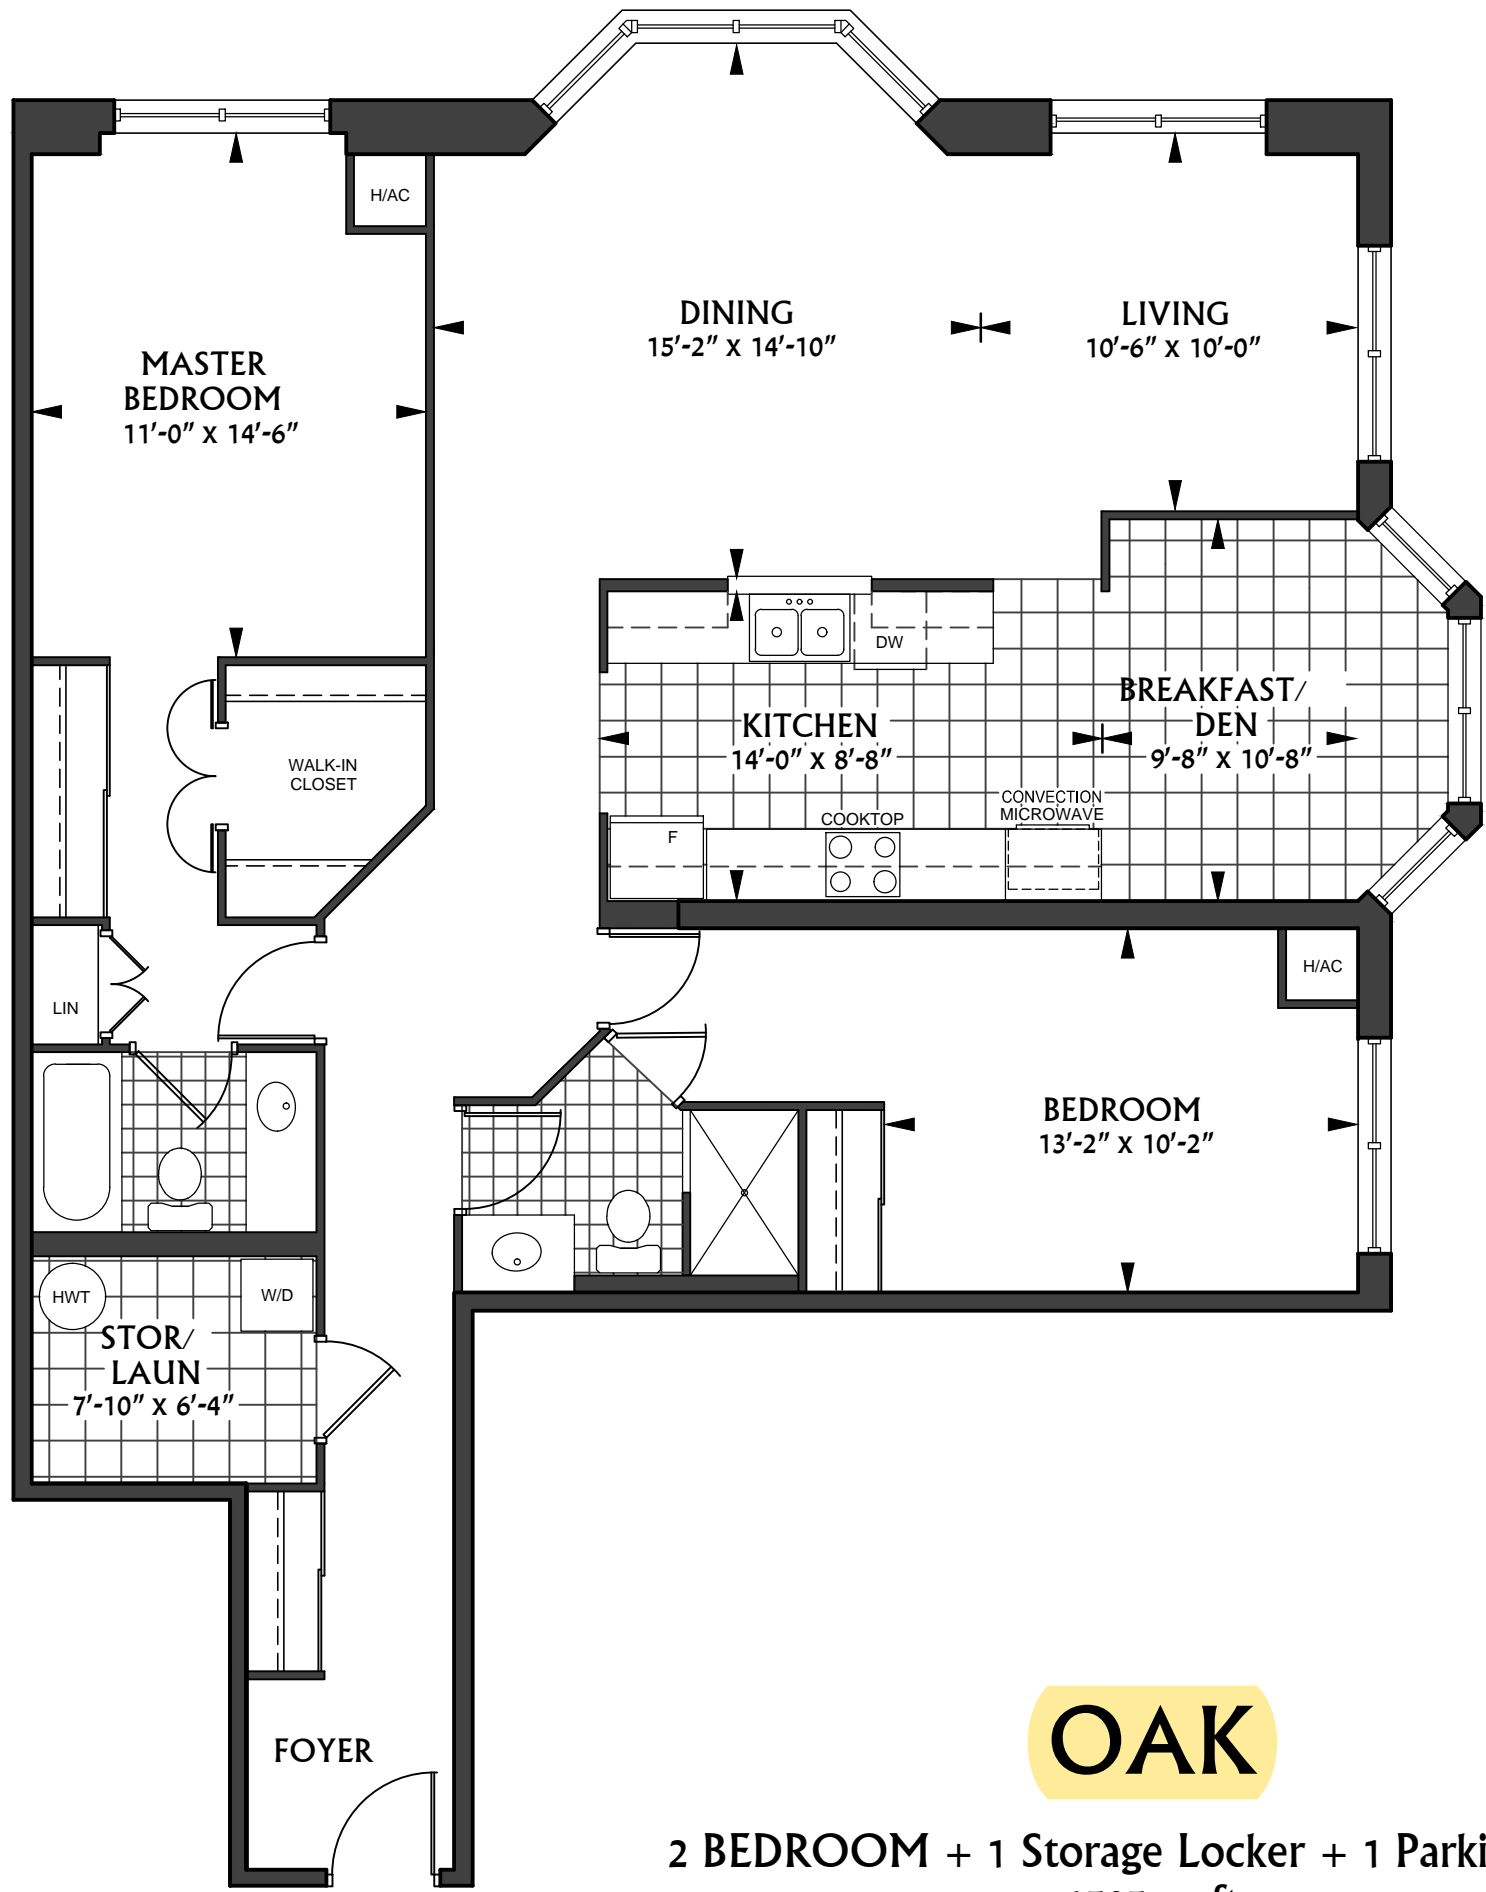 H/AC
DINING
15'-2" X 14'-10"
LIVING
10'-6" X 10'-0"
MASTER
BEDROOM
11'-0" X 14'-6"
DW
BREAKFAST/
DEN
9'-8" X 10'-8"
KITCHEN
14'-0" X 8'-8"
WALK-IN
CLOSET
CONVECTION
MICROWAVE
COOKTOP
F
H/AC
LIN
BEDROOM
13'-2" X 10'-2"
HWT
W/D
STOR/
LAUN
7'-10" X 6'-4"
FOYER
OAK
2 BEDROOM + 1 Storage Locker + 1 Parki